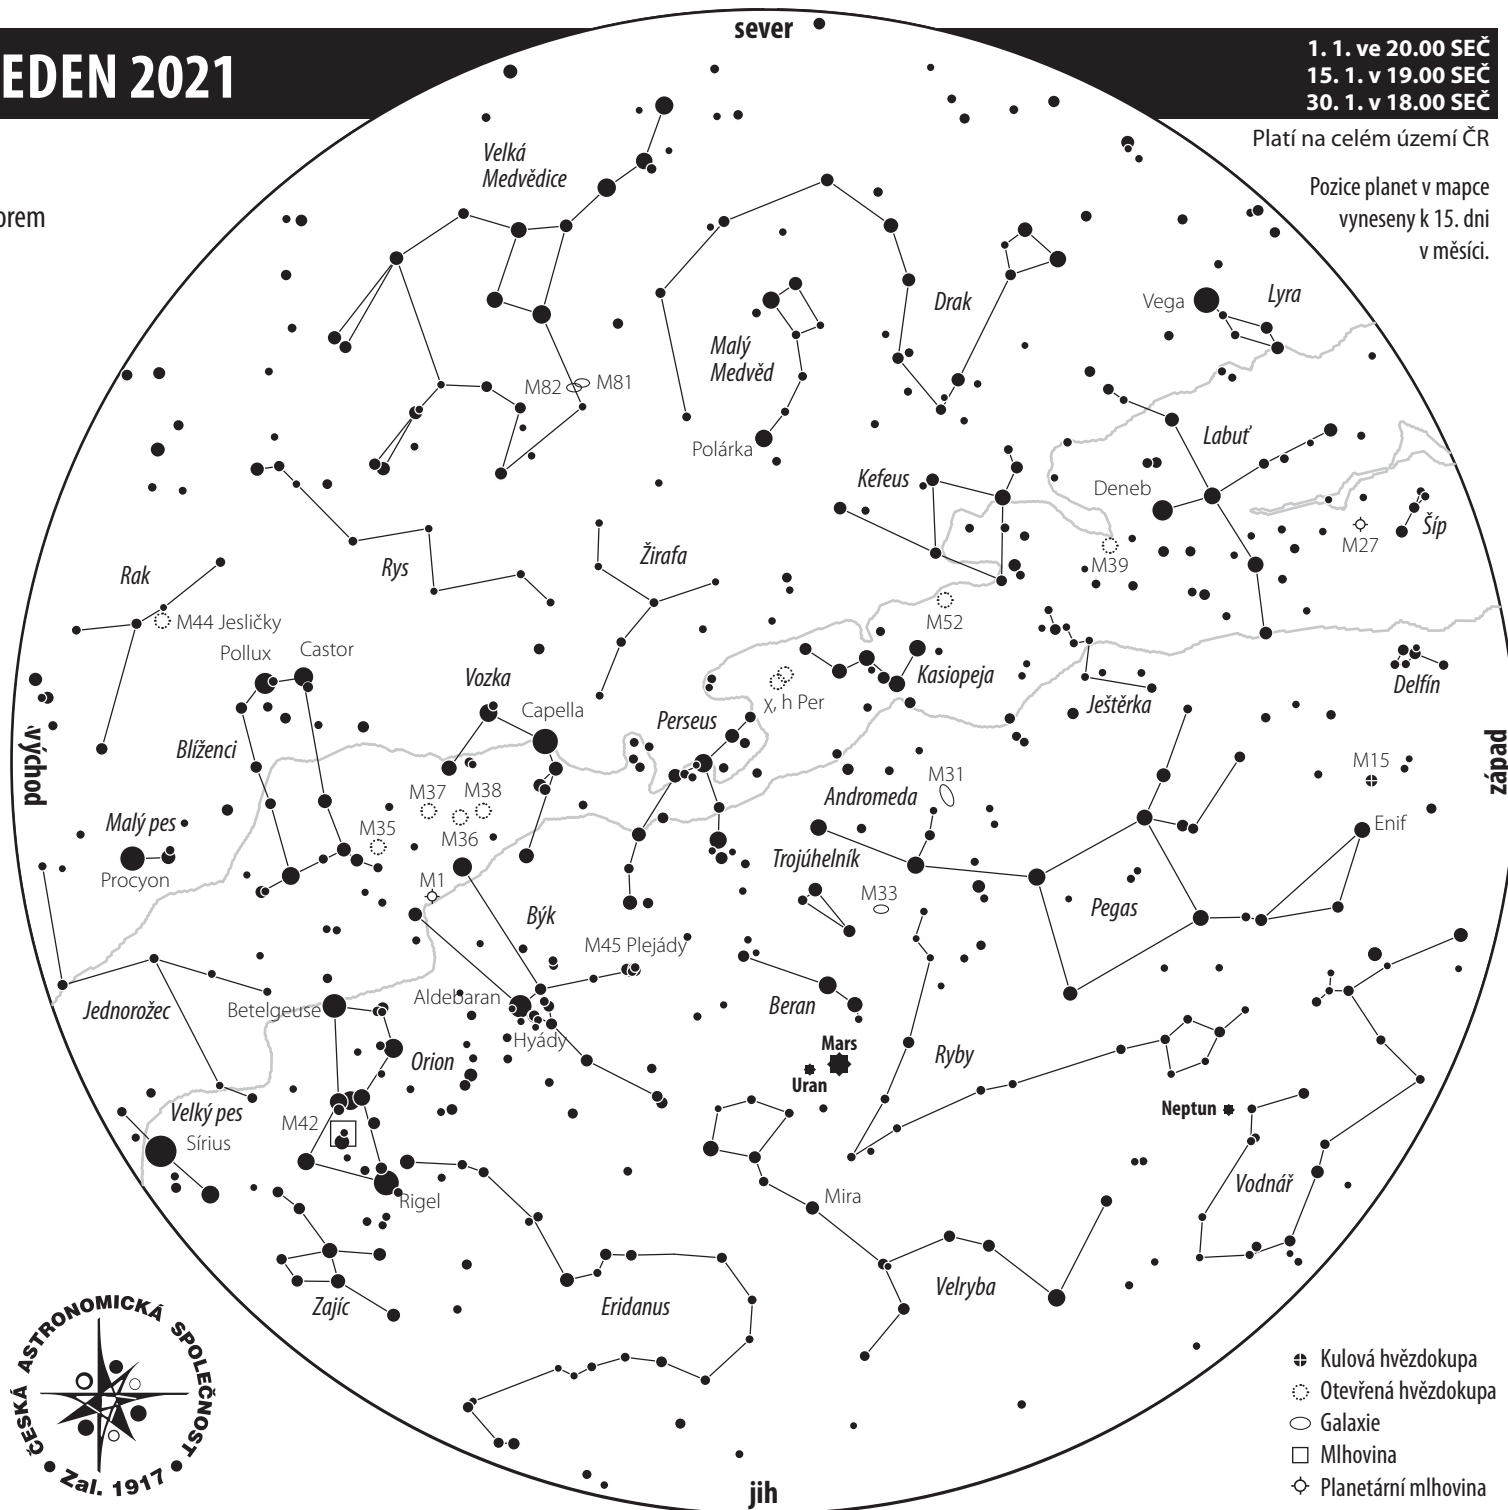 EDEN 2021
1. 1. ve 20.00 SEČ
15. 1. v 19.00 SEČ
30. 1. v 18.00 SEČ
Platí na celém území ČR
Pozice planet v mapce
vyneseny k 15. dni
v měsíci.
orem
sever
Velká
Medvědice
Drak
Vega
Lyra
Malý
Medvěd
M82
M81
Polárka
Labuť
Kefeus
Deneb
Šíp
M27
M39
Rak
Rys
Žirafa
M44 Jesličky
M52
Pollux
Castor
Kasiopeja
Delfín
Vozka
Ještěrka
χ, h Per
Capella
Perseus
Blíženci
východ
západ
M15
M31
Andromeda
M37
M38
M36
M35
Malý pes
Enif
Procyon
Trojúhelník
M1
M33
Pegas
Býk
M45 Plejády
Jednorožec
Betelgeuse
Aldebaran
Beran
Hyády
Mars
Orion
Uran
Ryby
Velký pes
M42
Neptun
Sírius
Vodnář
Rigel
Mira
Velryba
Zajíc
Eridanus
jih
ČESKÁ ASTRONOMICKÁ SPOLEČNOST
Zal. 1917
Kulová hvězdokupa
Otevřená hvězdokupa
Galaxie
Mlhovina
Planetární mlhovina